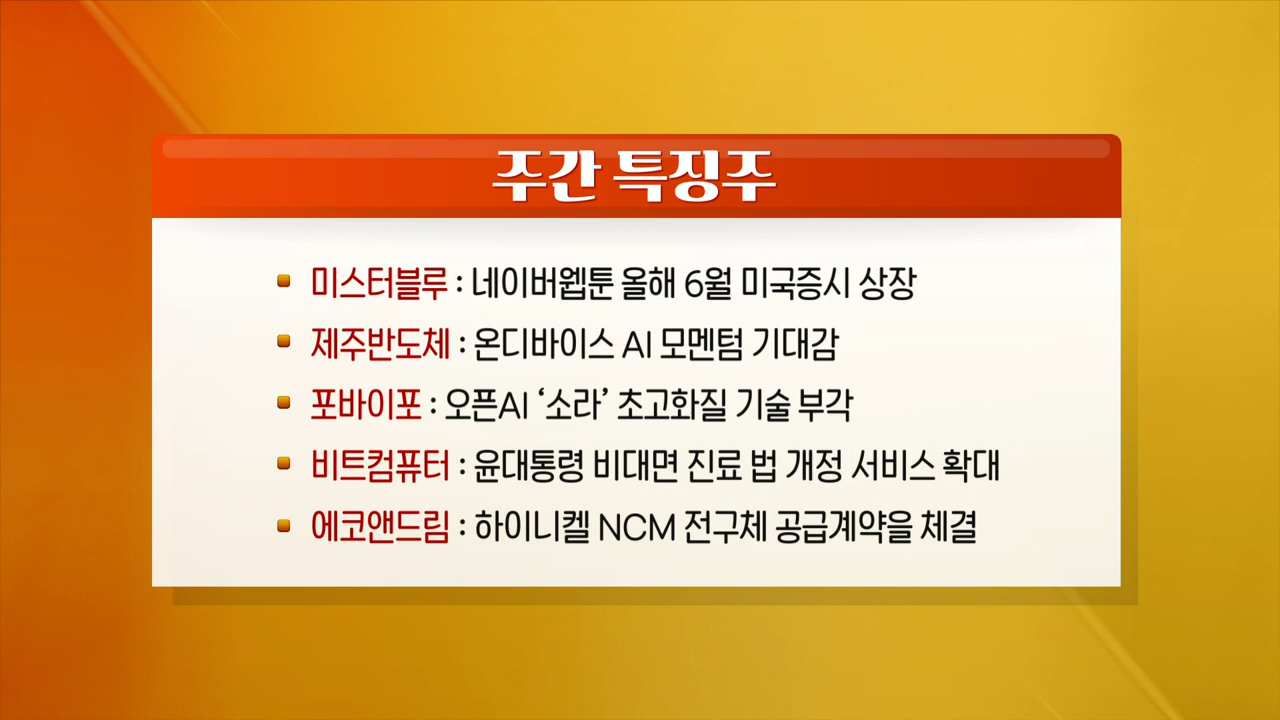 주간 특징주
미스터블루 : 네이버웹툰 올해 6월 미국증시 상장
제주반도체 : 온디바이스 AI 모멘텀 기대감
포바이포 : 오픈AI ‘소라’ 초고화질 기술 부각
비트컴퓨터 : 윤대통령 비대면 진료 법 개정 서비스 확대
에코앤드림 : 하이니켈 NCM 전구체 공급계약을 체결